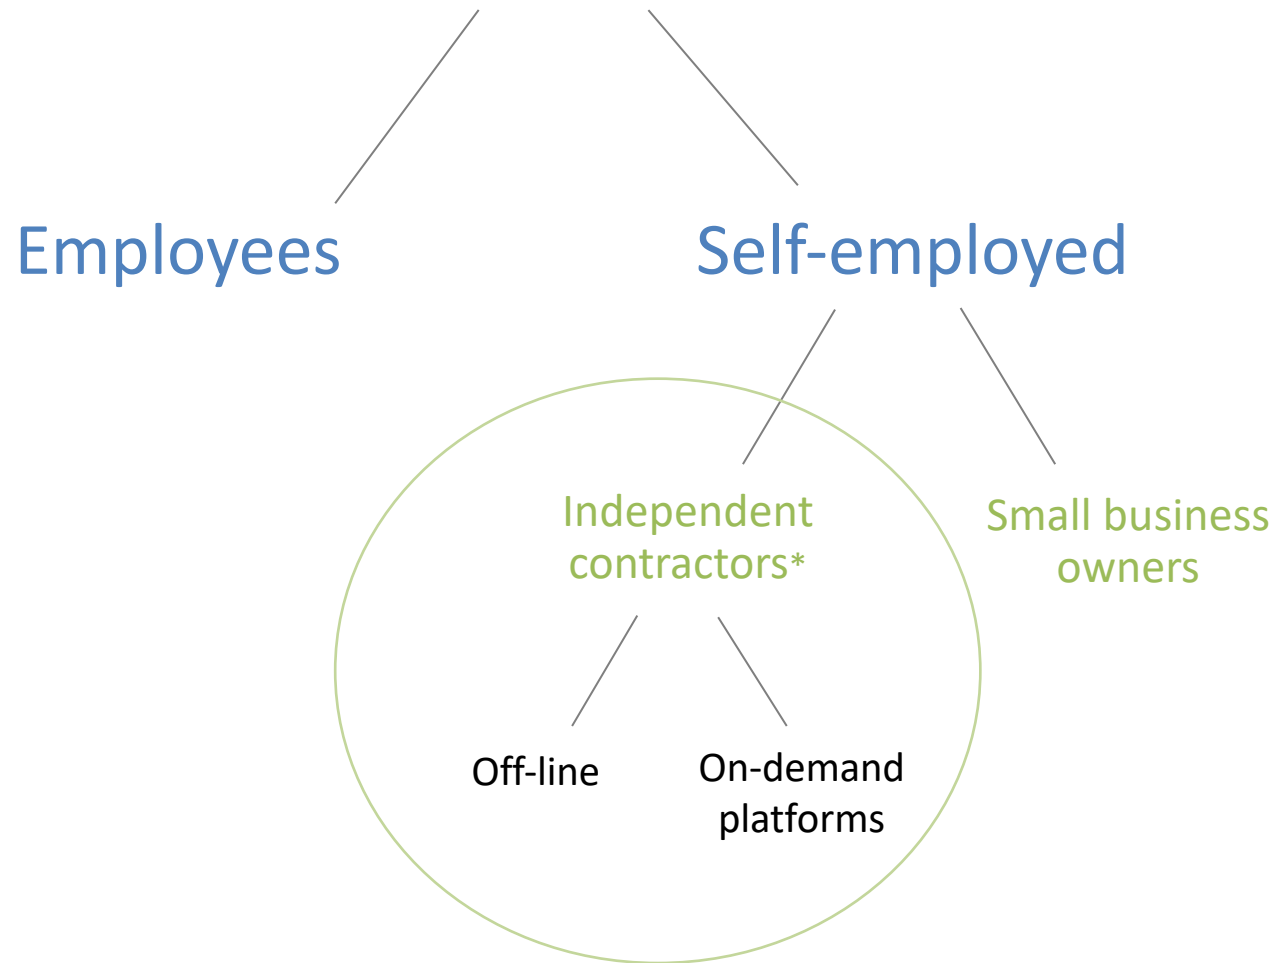 Employees
Self-employed
Independent
contractors*
Small business
owners
Off-line
On-demand
platforms